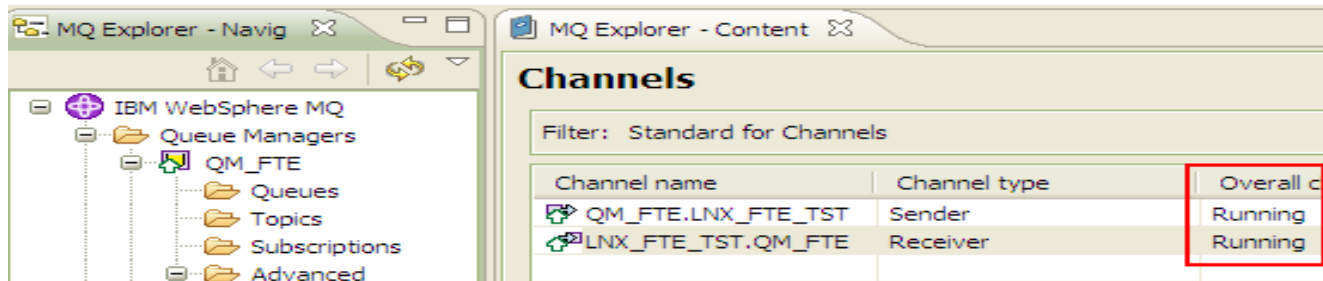 MQ Explorer - Navig
IBM WebSphere MQ
Queue Managers
QM_FTE
Queues
Topics
Subscriptions
Advanced
MQ Explorer - Content
Channels
Filter: Standard for Channels
Channel name Channel type Overall c
QM_FTE.LNX_FTE_TST Sender Running
LNX_FTE_TST.QM_FTE Receiver Running